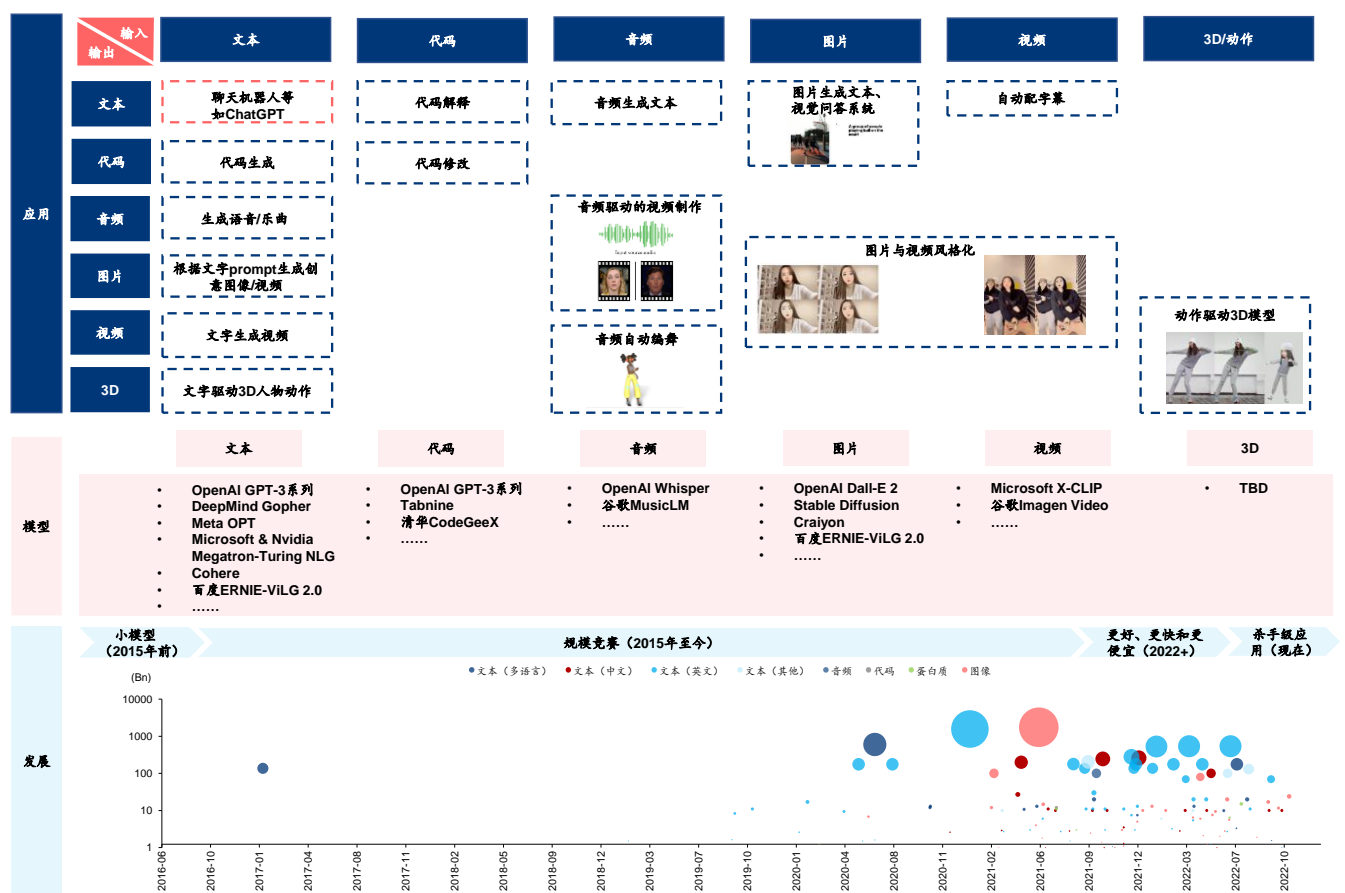 应用
输入
输出
文本
代码
音频
图片
视频
3D/动作
文本
聊天机器人等
如ChatGPT
代码解释
音频生成文本
图片生成文本、
视觉问答系统
A group of people
playing ball on the
court
自动配字幕
代码
代码生成
代码修改
音频
生成语音/乐曲
音频驱动的视频制作
图片与视频风格化
图片
根据文字prompt生成创
意图像/视频
视频
文字生成视频
音频自动编舞
动作驱动3D模型
3D
文字驱动3D人物动作
模型
文本
代码
音频
图片
视频
3D
• OpenAI GPT-3系列
• DeepMind Gopher
• Meta OPT
• Microsoft & Nvidia
Megatron-Turing NLG
• Cohere
• 百度ERNIE-ViLG 2.0
• ……
• OpenAI GPT-3系列
• Tabnine
• 清华CodeGeeX
• ……
• OpenAI Whisper
• 谷歌MusicLM
• ……
• OpenAI Dall-E 2
• Stable Diffusion
• Craiyon
• 百度ERNIE-ViLG 2.0
• ……
• Microsoft X-CLIP
• 谷歌Imagen Video
• ……
• TBD
发展
小模型
（2015年前）
规模竞赛（2015年至今）
更好、更快和更
便宜（2022+）
杀手级应
用（现在）
文本（多语言） 文本（中文） 文本（英文） 文本（其他） 音频 代码 蛋白质 图像
(Bn)
10000
1000
100
10
1
2016-06
2016-10
2017-01
2017-04
2017-08
2017-11
2018-02
2018-05
2018-09
2018-12
2019-03
2019-07
2019-10
2020-01
2020-04
2020-07
2020-11
2021-02
2021-06
2021-09
2021-12
2022-03
2022-07
2022-10